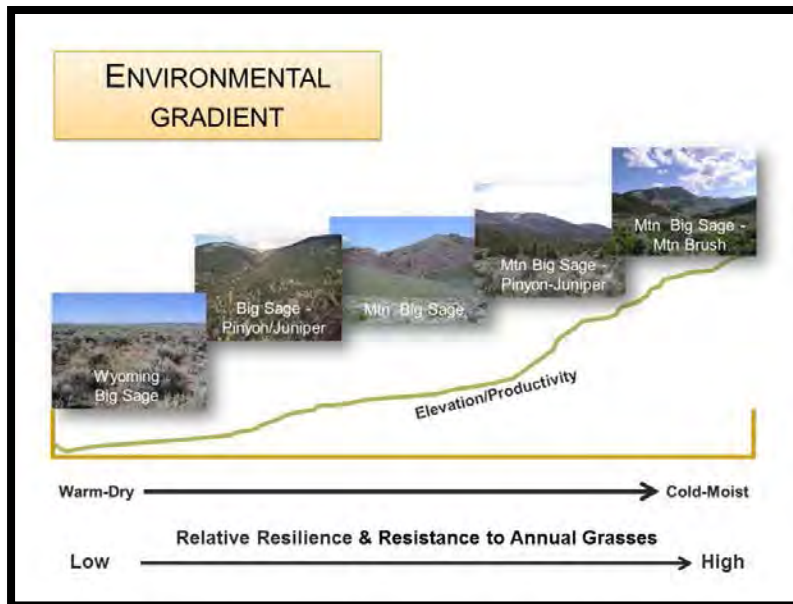 ENVIRONMENTAL
GRADIENT
Wyoming
Big Sage
Big Sage -
Pinyon/Juniper
Mtn Big Sage
Mtn Big Sage -
Pinyon-Juniper
Mtn Big Sage -
Mtn Brush
Elevation/Productivity
Warm-Dry
Cold-Moist
Relative Resilience & Resistance to Annual Grasses
Low
High